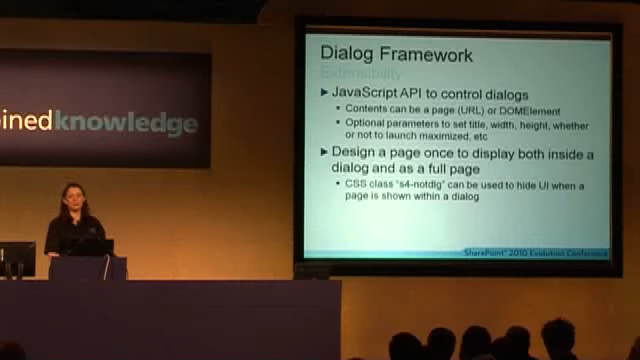 Dialog Framework
Extensibility
JavaScript API to control dialogs
Contents can be a page (URL) or DOMElement
Optional parameters to set title, width, height, whether
or not to launch maximized, etc
Design a page once to display both inside a
dialog and as a full page
CSS class "s4-notdlg" can be used to hide UI when a
page is shown within a dialog
SharePoint 2010 Evolution Conference
inedknowledge